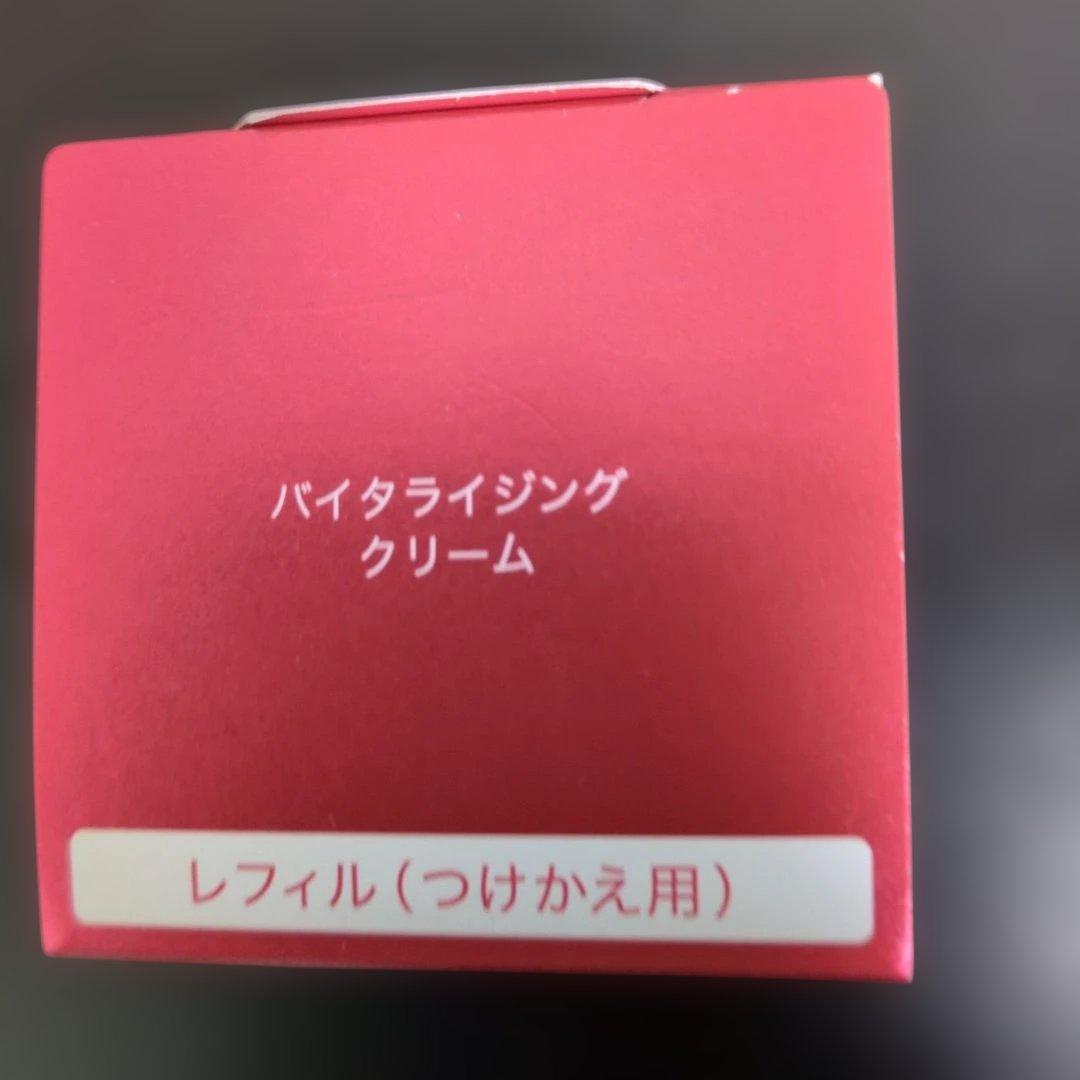 バイタライジング
クリーム
レフィル(つけかえ用)